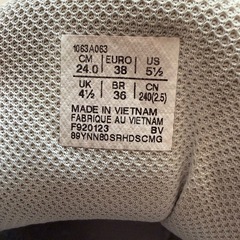 1063A063
CM EURO US
24.0 38 5½
UK BR CN
4½ 36 240(2.5)
MADE IN VIETNAM
FABRIQUE AU VIETNAM
F920123 BV
89YNN80SRHDSCMG